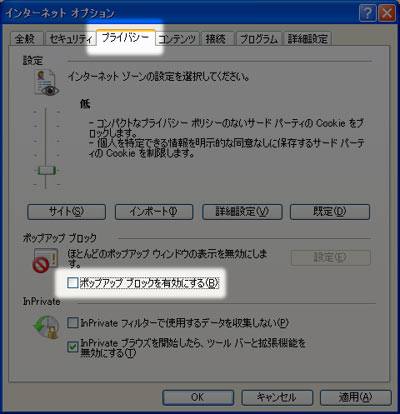 インターネット オプション
全般 セキュリティ プライバシー コンテンツ 接続 プログラム 詳細設定
設定
インターネット ゾーンの設定を選択してください。
低
- コンパクトなプライバシー ポリシーのないサード パーティの Cookie をブ
ロックします。
- 個人を特定できる情報を明示的な同意なしに保存するサード パーテ
ィの Cookie を制限します。
サイト(S) インポート(I) 詳細設定(V) 既定(D)
ポップアップ ブロック
ほとんどのポップアップ ウィンドウの表示を無効にしま
す。
設定(E)
ポップアップ ブロックを有効にする(B)
InPrivate
InPrivate フィルターで使用するデータを収集しない(P)
InPrivate ブラウズを開始したら、ツール バーと拡張機能を
無効にする(T)
OK キャンセル 適用(A)